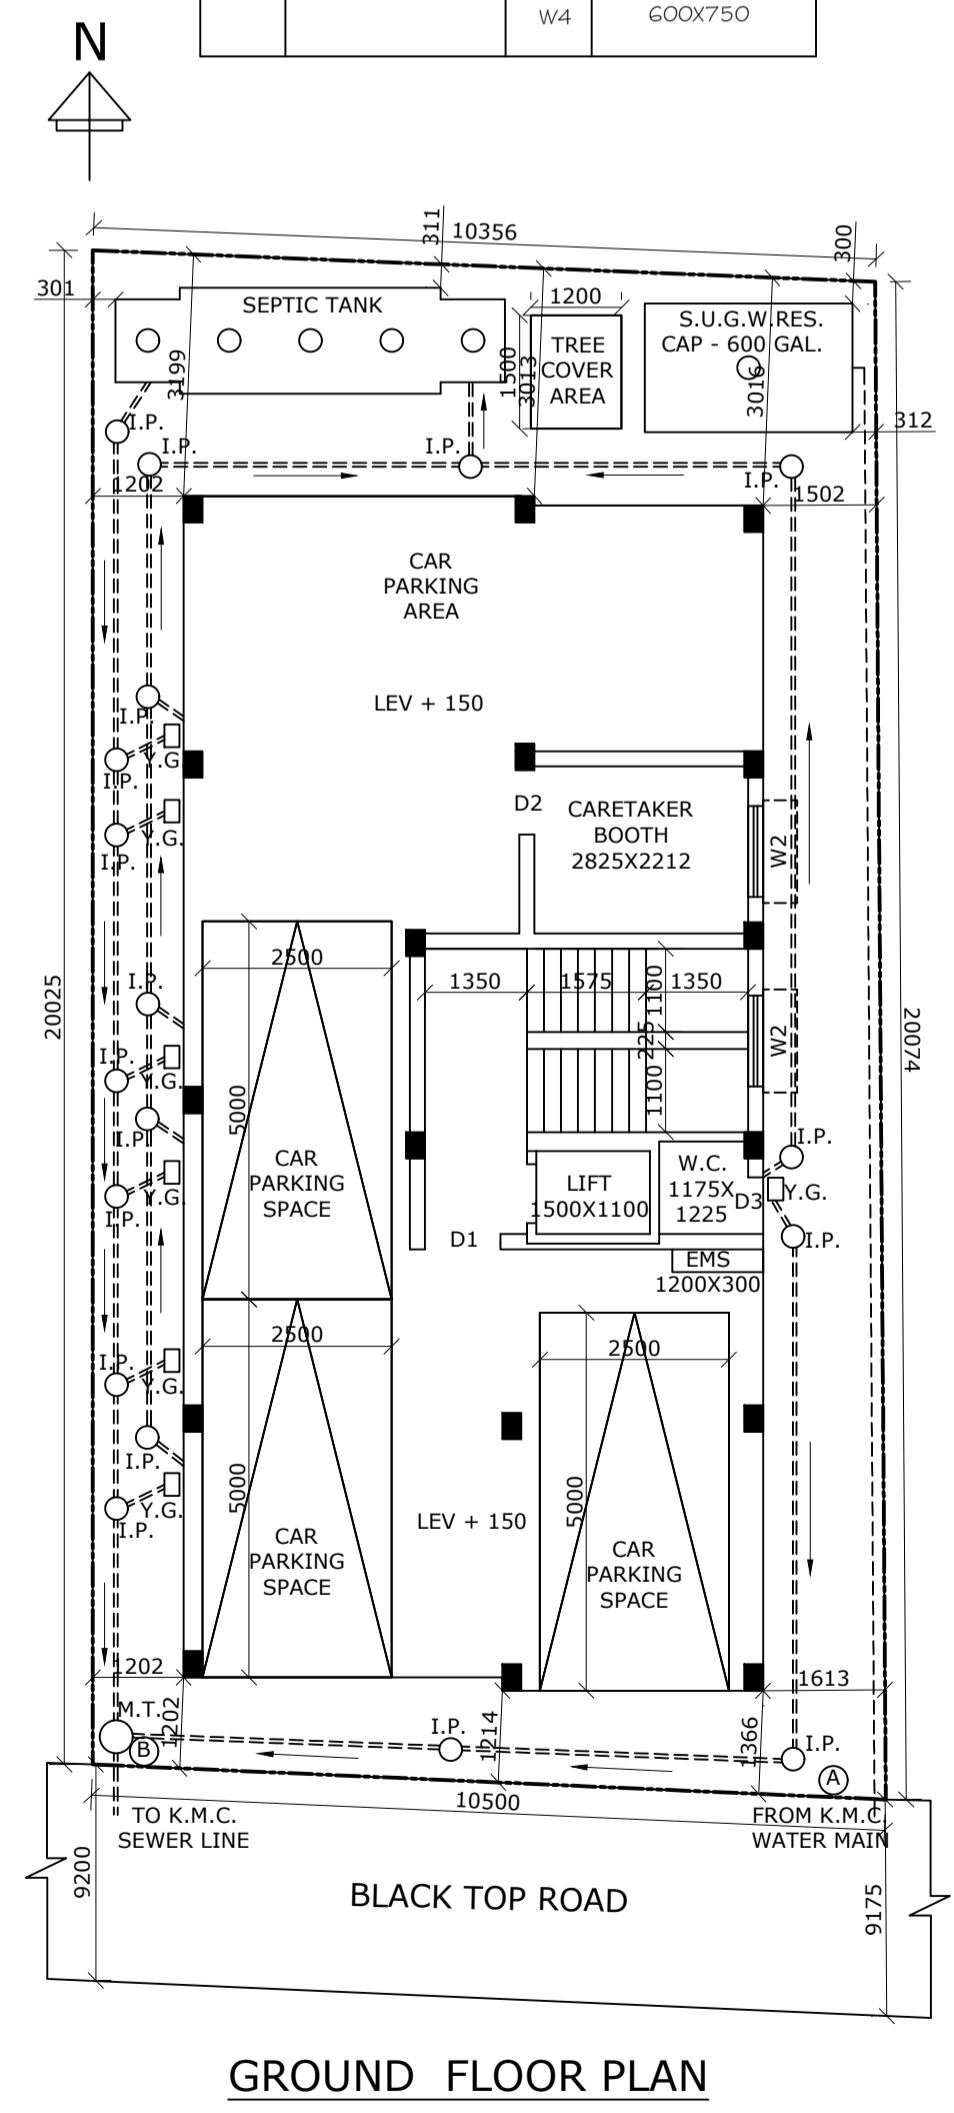 W4
600X750
N
311
10356
300
301
SEPTIC TANK
1200
S.U.G.W.RES.
CAP - 600 GAL.
TREE
COVER
AREA
1500
3013
3199
3016
312
I.P.
I.P.
I.P.
I.P.
1202
1502
CAR
PARKING
AREA
LEV + 150
I.P.
Y.G.
I.P.
D2
CARETAKER
BOOTH
2825X2212
W2
Y.G.
I.P.
2500
1350
1575
1350
1100
225
1100
W2
I.P.
20025
20074
I.P.
Y.G.
5000
I.P.
I.P.
CAR
PARKING
SPACE
LIFT
1500X1100
W.C.
1175X
1225
D3
Y.G.
Y.G.
I.P.
D1
I.P.
EMS
1200X300
2500
2500
I.P.
Y.G.
I.P.
5000
5000
Y.G.
I.P.
LEV + 150
CAR
PARKING
SPACE
CAR
PARKING
SPACE
1202
1613
M.T.
1202
I.P.
1214
1366
I.P.
B
A
10500
TO K.M.C.
SEWER LINE
FROM K.M.C.
WATER MAIN
9200
BLACK TOP ROAD
9175
GROUND FLOOR PLAN